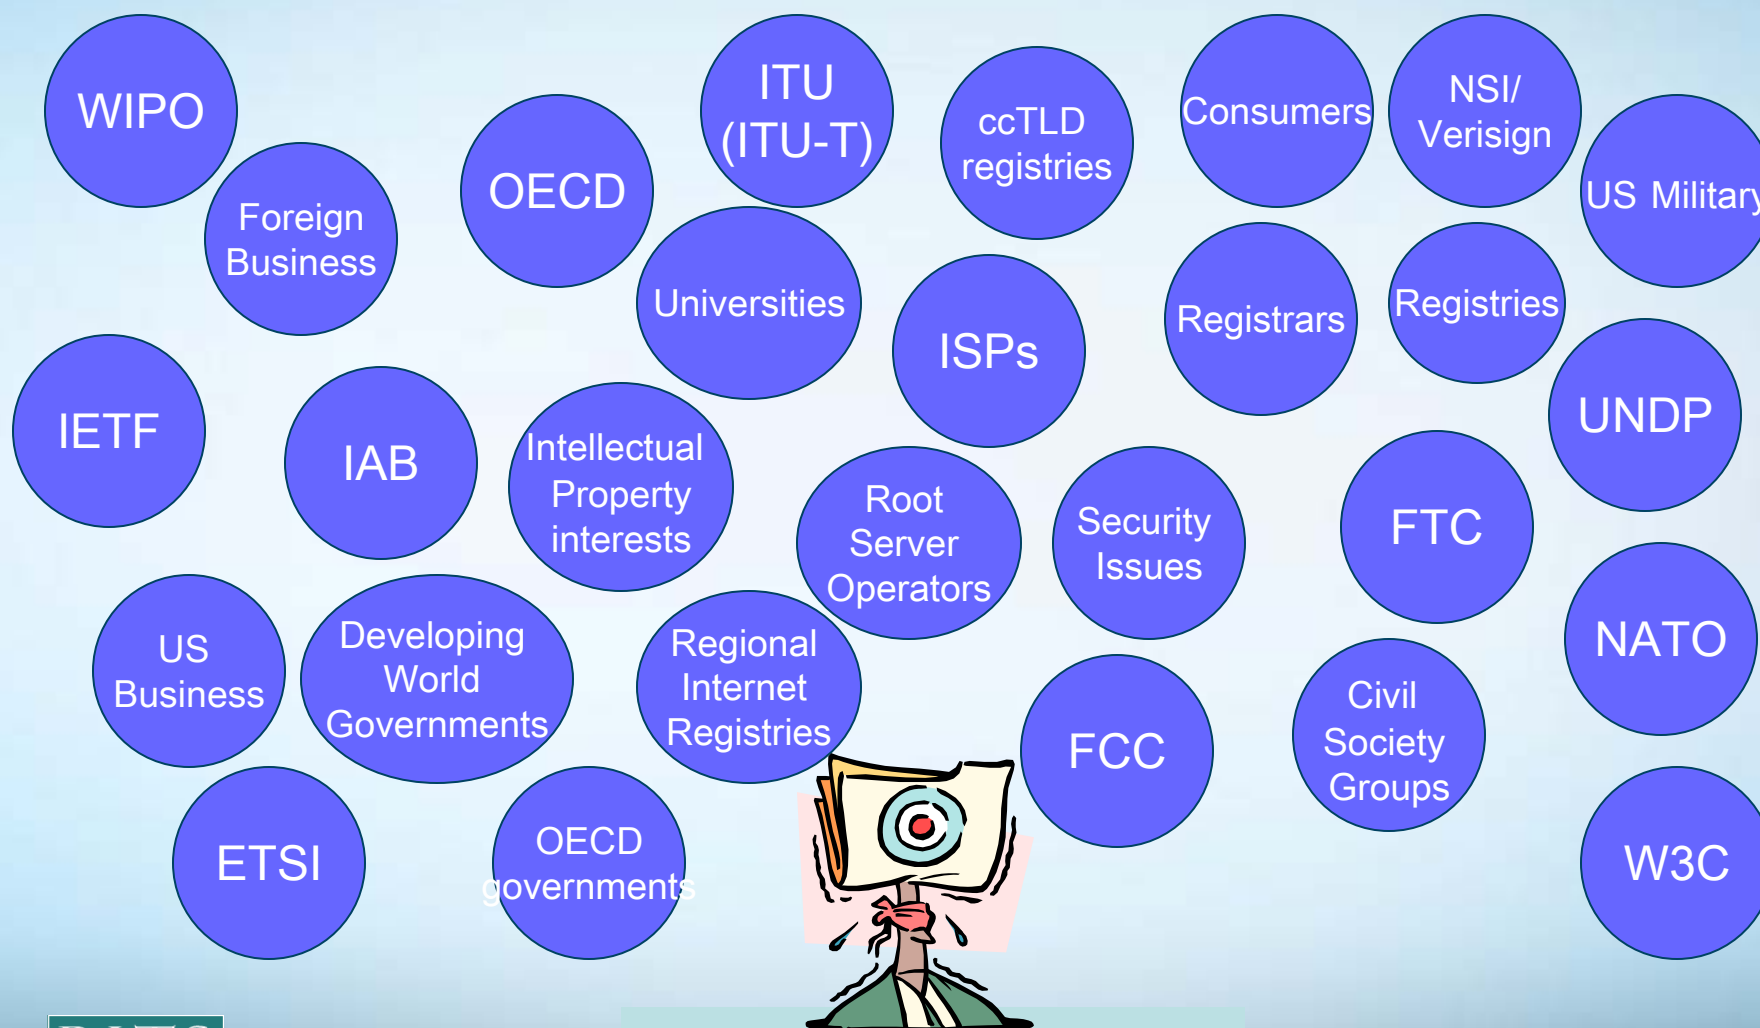 WIPO
Foreign
Business
OECD
ITU
(ITU-T)
ccTLD
registries
Consumers
NSI/
Verisign
US Military
Universities
ISPs
Registrars
Registries
UNDP
IETF
IAB
Intellectual
Property
interests
Root
Server
Operators
Security
Issues
FTC
NATO
US
Business
Developing
World
Governments
Regional
Internet
Registries
FCC
Civil
Society
Groups
W3C
ETSI
OECD
governments